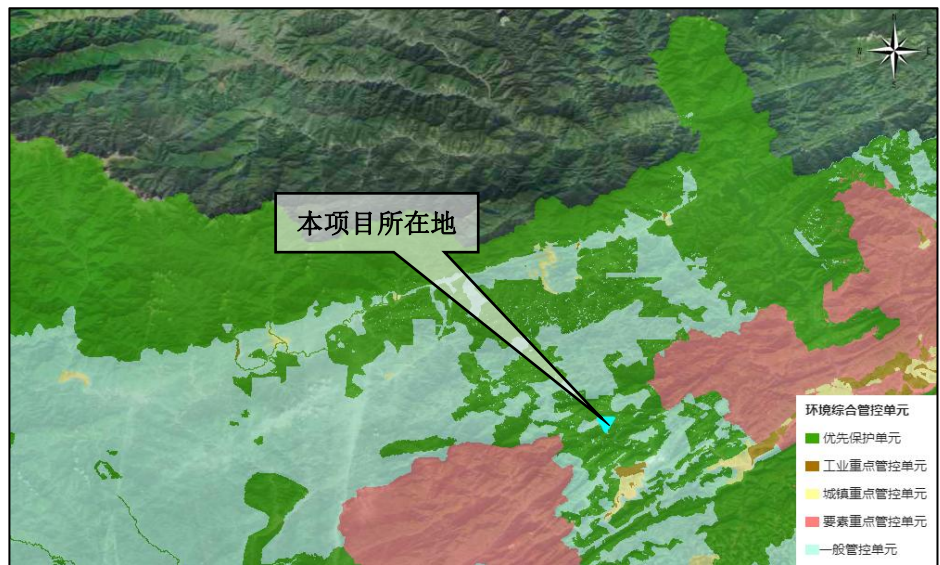 本项目所在地
环境综合管控单元
优先保护单元
工业重点管控单元
城镇重点管控单元
要素重点管控单元
一般管控单元